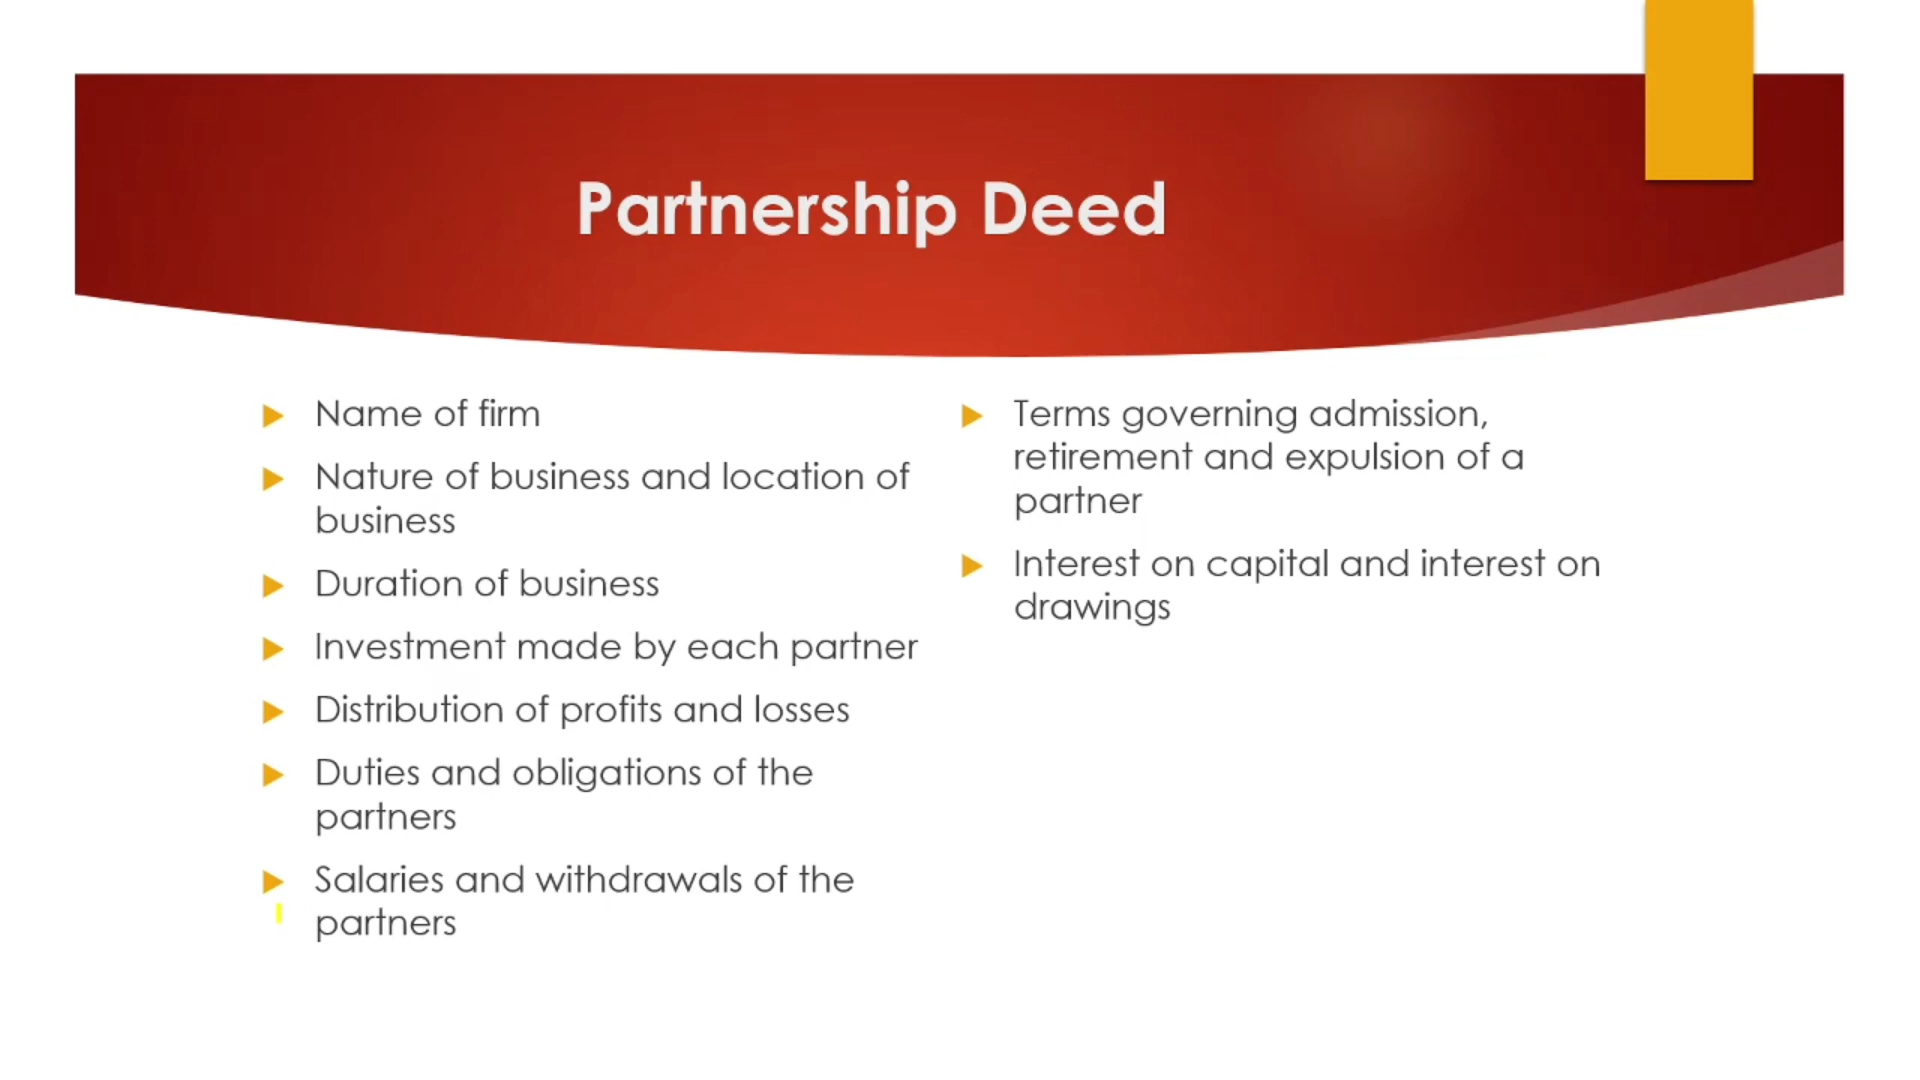 Partnership Deed
Name of firm
Nature of business and location of
business
Duration of business
Investment made by each partner
Distribution of profits and losses
Duties and obligations of the
partners
Salaries and withdrawals of the
partners
Terms governing admission,
retirement and expulsion of a
partner
Interest on capital and interest on
drawings